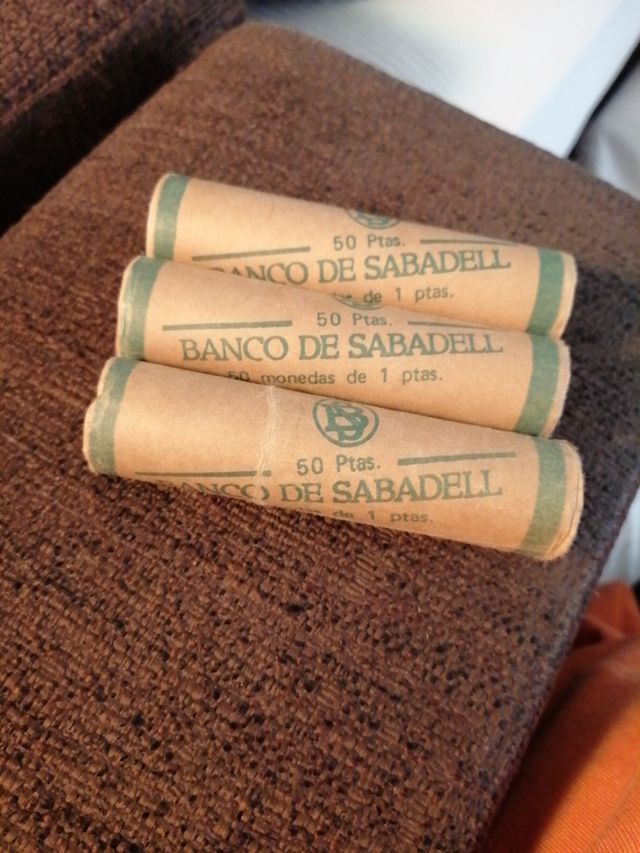 50 Ptas.
BANCO DE SABADELL
de 1 ptas.
50 Ptas.
BANCO DE SABADELL
50 monedas de 1 ptas.
B
50 Ptas.
BANCO DE SABADELL
de 1 ptas.